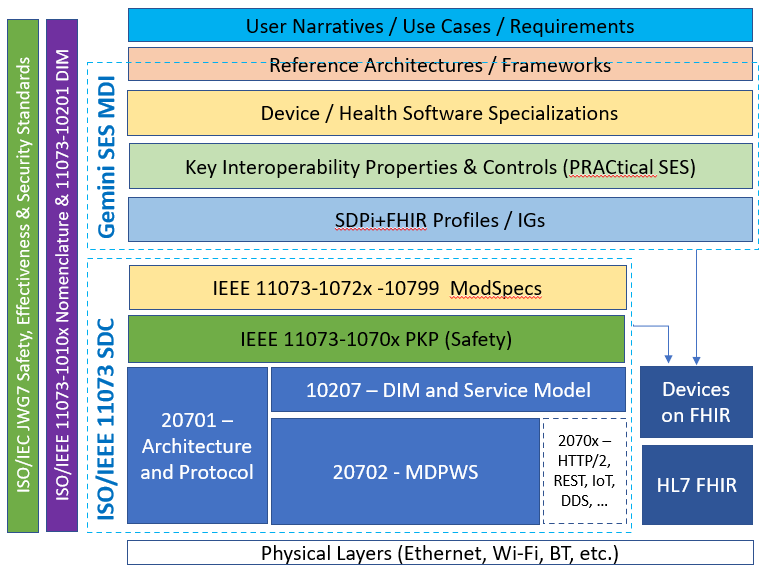 User Narratives / Use Cases / Requirements
Reference Architectures / Frameworks
Device / Health Software Specializations
Key Interoperability Properties & Controls (PRACtical SES)
SDPi+FHIR Profiles / IGs
Gemini SES MDI
ISO/IEC JWG7 Safety, Effectiveness & Security Standards
ISO/IEEE 11073-1010x Nomenclature & 11073-10201 DIM
ISO/IEEE 11073 SDC
IEEE 11073-1072x -10799 ModSpecs
IEEE 11073-1070x PKP (Safety)
20701 –
Architecture
and Protocol
10207 – DIM and Service Model
20702 - MDPWS
2070x –
HTTP/2,
REST, IoT,
DDS, ...
Devices
on FHIR
HL7 FHIR
Physical Layers (Ethernet, Wi-Fi, BT, etc.)